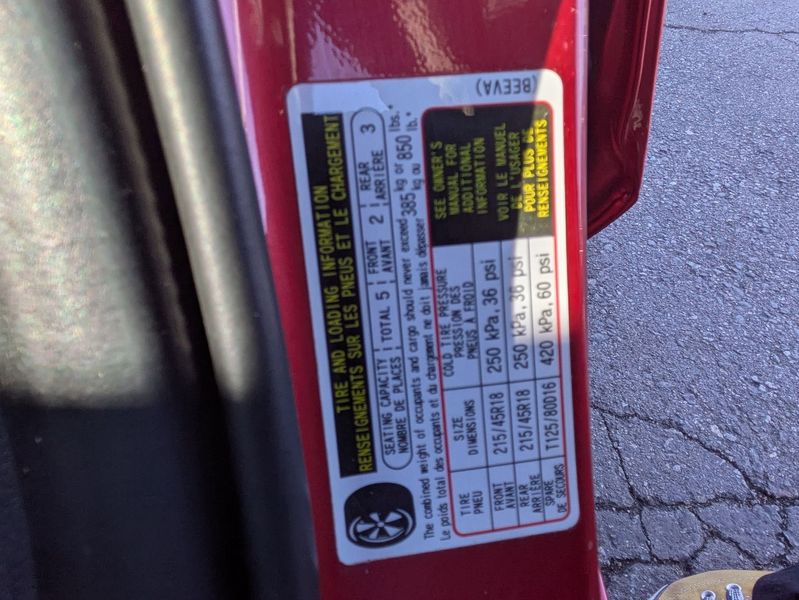 TIRE AND LOADING INFORMATION
RENSEIGNEMENTS SUR LES PNEUS ET LE CHARGEMENT
SEATING CAPACITY TOTAL 5 FRONT 2 REAR 3
NOMBRE DE PLACES AVANT ARRIÈRE
The combined weight of occupants and cargo should never exceed 385 kg or 850 lbs.
Le poids total des occupants et du chargement ne doit jamais dépasser kg ou lb.
TIRE SIZE COLD TIRE PRESSURE
PNEU DIMENSIONS PRESSION DES
PNEUS A FROID
FRONT 215/45R18 250 kPa, 36 psi
AVANT
REAR 215/45R18 250 kPa, 36 psi
ARRIÈRE
SPARE T125/80D16 420 kPa, 60 psi
DE SECOURS
SEE OWNER'S
MANUAL FOR
ADDITIONAL
INFORMATION
VOIR LE MANUEL
DE L'USAGER
POUR PLUS DE
RENSEIGNEMENTS
(BEEVA)